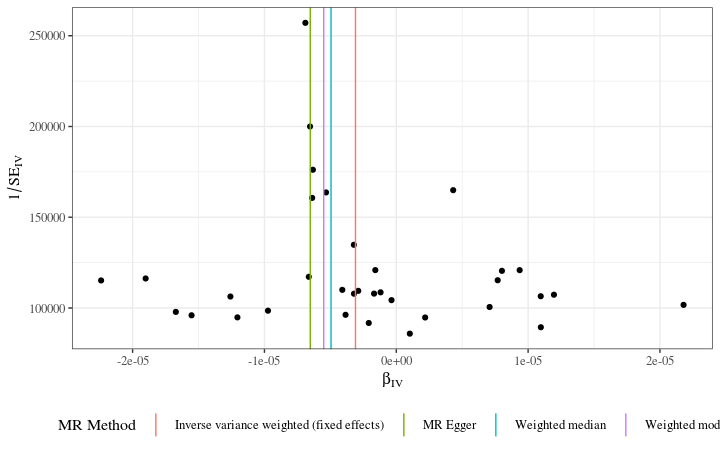 250000
200000
150000
100000
1/SE_IV
-2e-05
-1e-05
0e+00
1e-05
2e-05
β_IV
MR Method
Inverse variance weighted (fixed effects)
MR Egger
Weighted median
Weighted mod